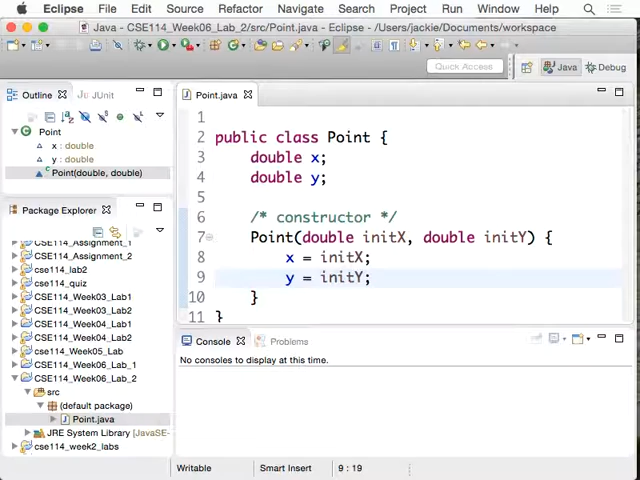 Eclipse File Edit Source Refactor Navigate Search Project Run Window Help
Java - CSE114_Week06_Lab_2/src/Point.java - Eclipse - /Users/jackie/Documents/workspace
Quick Access
Java
Debug
Outline
JUnit
Point
x : double
y : double
Point(double, double)
Package Explorer
CSE114_Assignment_1
CSE114_Assignment_2
cse114_lab2
cse114_quiz
CSE114_Week03_Lab1
CSE114_Week03_Lab2
CSE114_Week04_Lab1
CSE114_Week04_Lab2
cse114_Week05_Lab
CSE114_Week06_Lab_1
CSE114_Week06_Lab_2
src
(default package)
Point.java
JRE System Library [JavaSE-
cse114_week2_labs
Point.java
1
2 public class Point {
3 double x;
4 double y;
5
6 /* constructor */
7 Point(double initX, double initY) {
8 x = initX;
9 y = initY;
10 }
11 }
Console
Problems
No consoles to display at this time.
Writable
Smart Insert
9 : 19